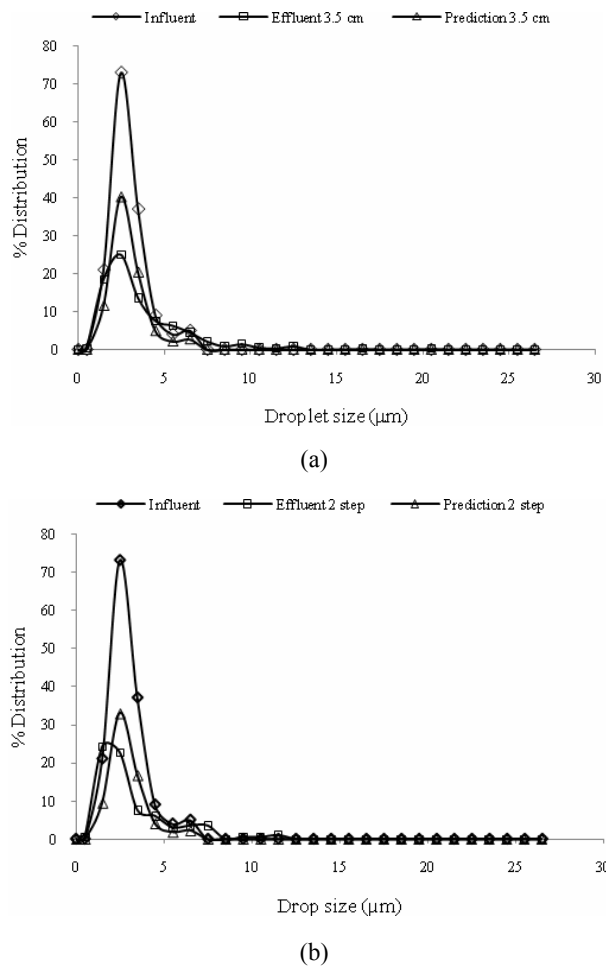 Influent Effluent 3.5 cm Prediction 3.5 cm
80
70
60
50
40
30
20
10
0
% Distribution
0 5 10 15 20 25 30
Droplet size (μm)
(a)
Influent Effluent 2 step Prediction 2 step
80
70
60
50
40
30
20
10
0
% Distribution
0 5 10 15 20 25 30
Drop size (μm)
(b)